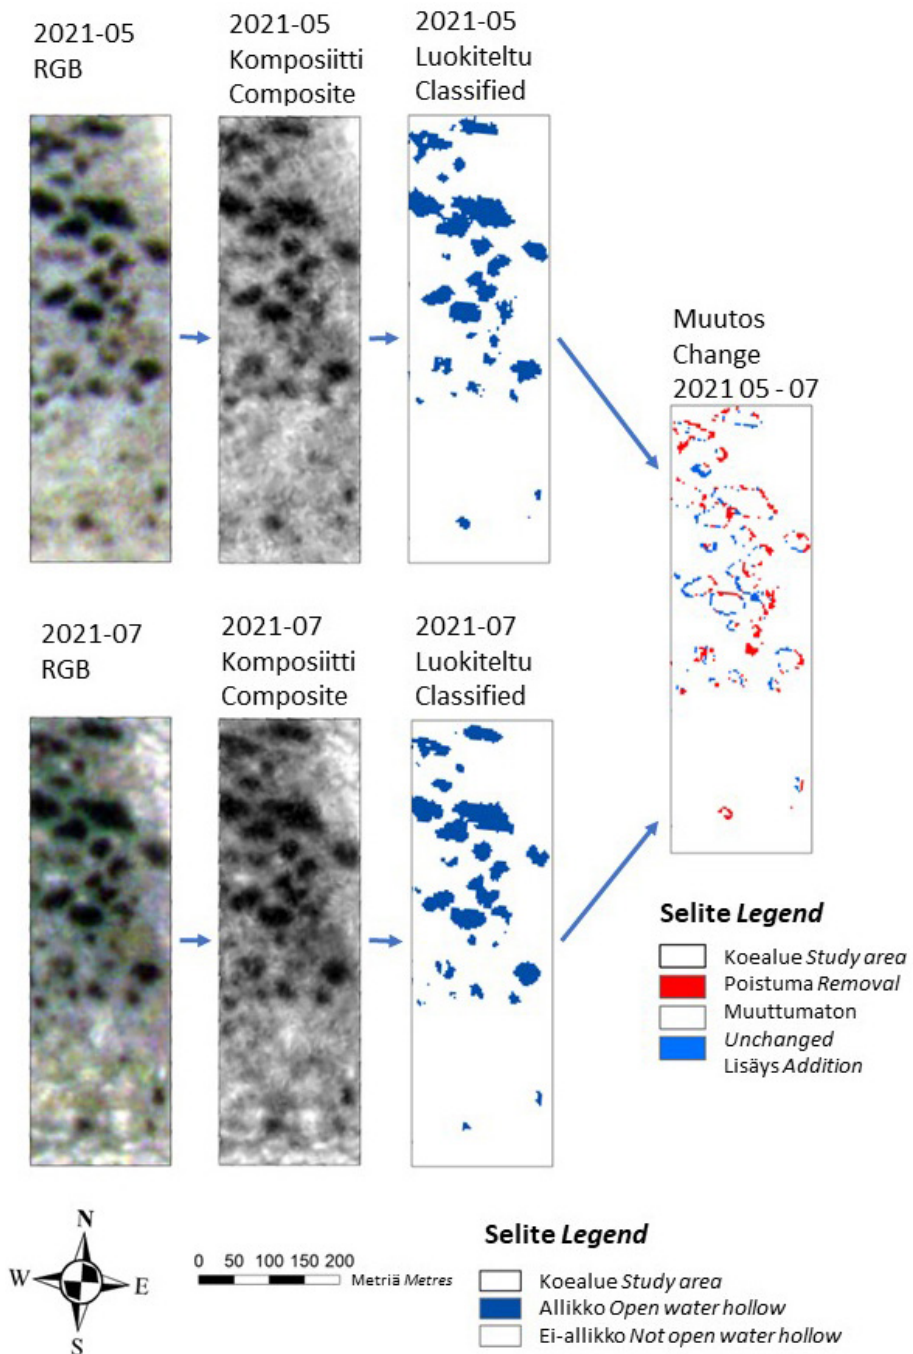 2021-05
RGB
2021-05
Komposiitti
Composite
2021-05
Luokiteltu
Classified
Muutos
Change
2021 05 - 07
2021-07
RGB
2021-07
Komposiitti
Composite
2021-07
Luokiteltu
Classified
Selite Legend
Koealue Study area
Poistuma Removal
Muuttumaton
Unchanged
Lisäys Addition
N
W
E
S
0 50 100 150 200
Metriä Metres
Selite Legend
Koealue Study area
Allikko Open water hollow
Ei-allikko Not open water hollow